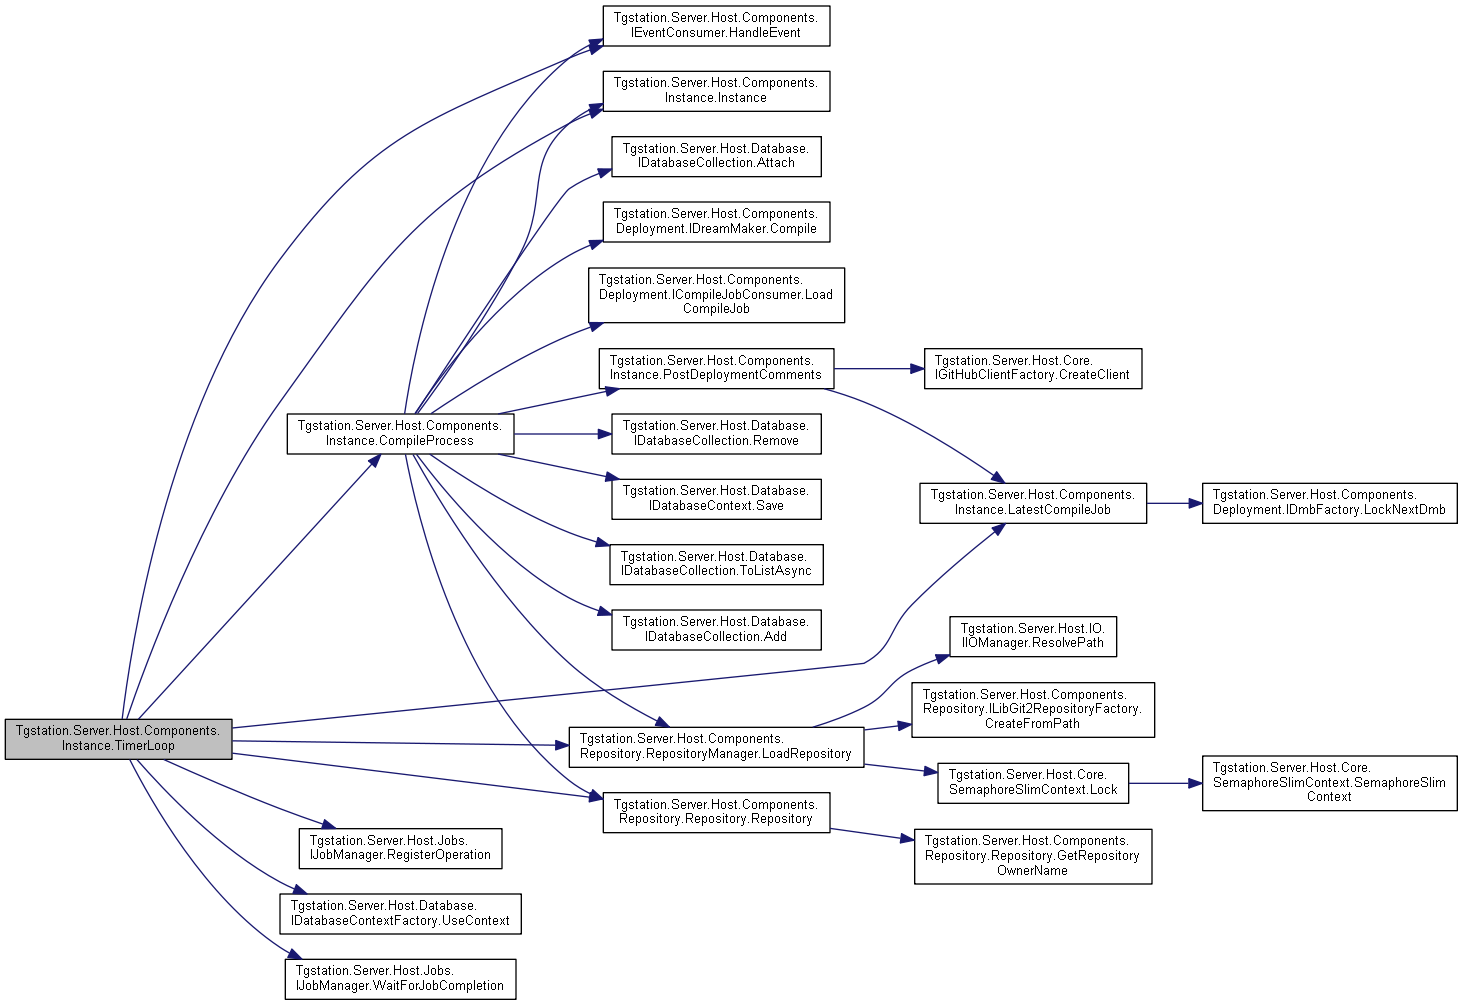 Tgstation.Server.Host.Components.
IEventConsumer.HandleEvent
Tgstation.Server.Host.Components.
Instance.Instance
Tgstation.Server.Host.Database.
IDatabaseCollection.Attach
Tgstation.Server.Host.Components.
Deployment.IDreamMaker.Compile
Tgstation.Server.Host.Components.
Deployment.ICompileJobConsumer.Load
CompileJob
Tgstation.Server.Host.Components.
Instance.PostDeploymentComments
Tgstation.Server.Host.Core.
IGitHubClientFactory.CreateClient
Tgstation.Server.Host.Components.
Instance.CompileProcess
Tgstation.Server.Host.Database.
IDatabaseCollection.Remove
Tgstation.Server.Host.Database.
IDatabaseContext.Save
Tgstation.Server.Host.Components.
Instance.LatestCompileJob
Tgstation.Server.Host.Components.
Deployment.IDmbFactory.LockNextDmb
Tgstation.Server.Host.Database.
IDatabaseCollection.ToListAsync
Tgstation.Server.Host.Database.
IDatabaseCollection.Add
Tgstation.Server.Host.IO.
IIOManager.ResolvePath
Tgstation.Server.Host.Components.
Repository.ILibGit2RepositoryFactory.
CreateFromPath
Tgstation.Server.Host.Components.
Instance.TimerLoop
Tgstation.Server.Host.Components.
Repository.RepositoryManager.LoadRepository
Tgstation.Server.Host.Core.
SemaphoreSlimContext.Lock
Tgstation.Server.Host.Core.
SemaphoreSlimContext.SemaphoreSlim
Context
Tgstation.Server.Host.Components.
Repository.Repository.Repository
Tgstation.Server.Host.Components.
Repository.Repository.GetRepository
OwnerName
Tgstation.Server.Host.Jobs.
IJobManager.RegisterOperation
Tgstation.Server.Host.Database.
IDatabaseContextFactory.UseContext
Tgstation.Server.Host.Jobs.
IJobManager.WaitForJobCompletion